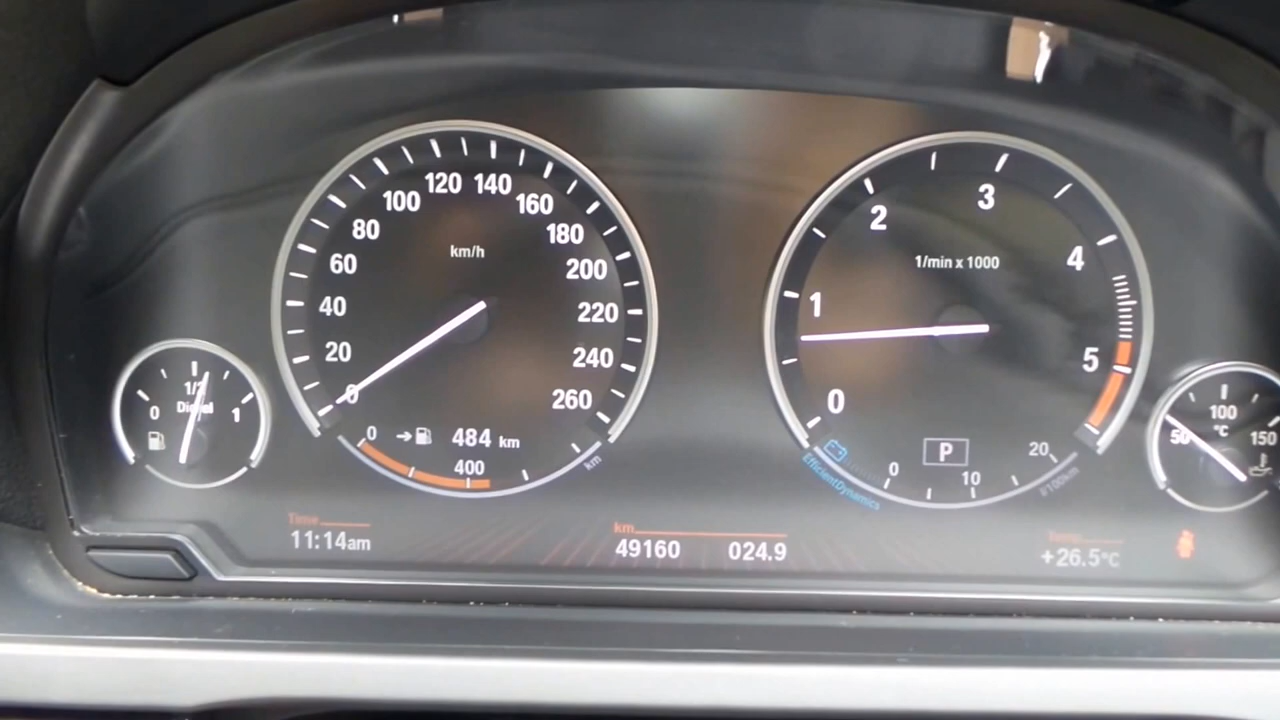 120 140
100 160
80 180
60 200
40 220
20 240
0 260
km/h
0
484 km
400
km
3
2
4
1/min x 1000
1
5
0
P
20
0
10
EfficientDynamics
1/2
0
Diesel
1
100
°C
50
150
Time
11:14am
km
49160 024.9
Temp
+26.5°C